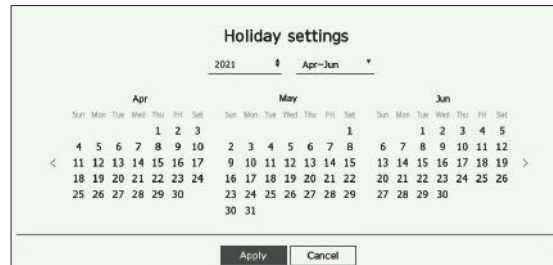 Holiday settings
2021 Apr~Jun
Apr May Jun
Sun Mon Tue Wed Thu Fri Sat Sun Mon Tue Wed Thu Fri Sat Sun Mon Tue Wed Thu Fri Sat
1 2 3 1 1 2 3 4 5
4 5 6 7 8 9 10 2 3 4 5 6 7 8 6 7 8 9 10 11 12
< 11 12 13 14 15 16 17 9 10 11 12 13 14 15 13 14 15 16 17 18 19 >
18 19 20 21 22 23 24 16 17 18 19 20 21 22 20 21 22 23 24 25 26
25 26 27 28 29 30 23 24 25 26 27 28 29 27 28 29 30
30 31
Apply Cancel